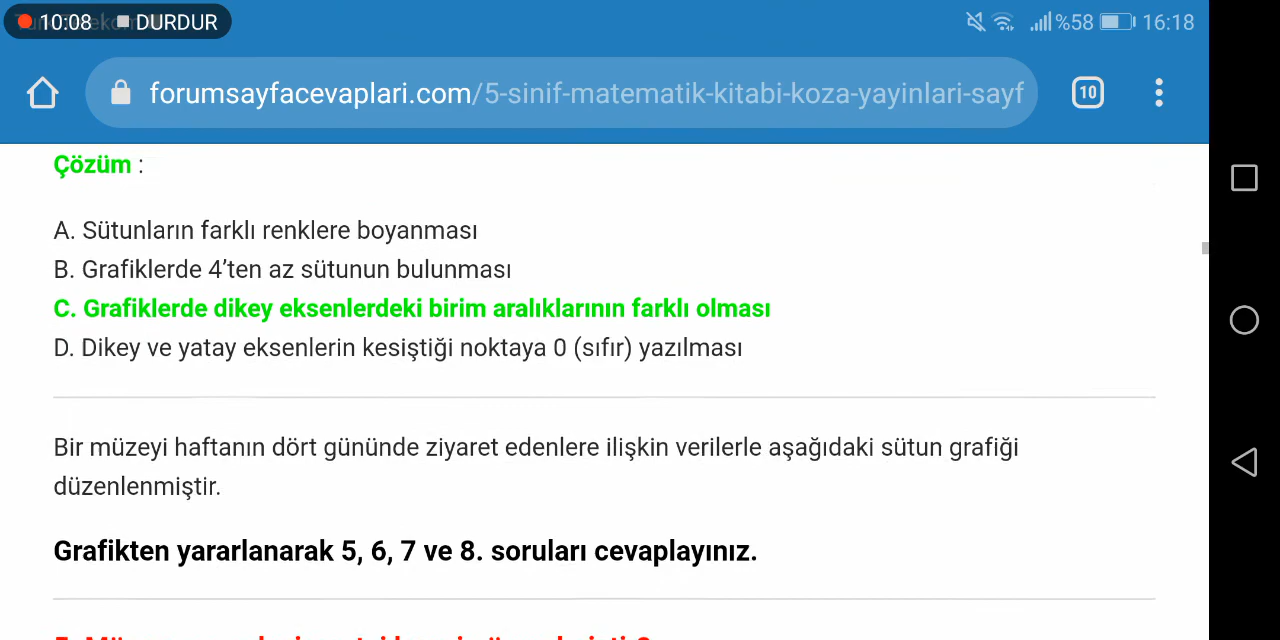 10:08 DURDUR %58 16:18
forumsayfacevaplari.com/5-sinif-matematik-kitabi-koza-yayinlari-sayf 10
Çözüm :
A. Sütunların farklı renklere boyanması
B. Grafiklerde 4’ten az sütunun bulunması
C. Grafiklerde dikey eksenlerdeki birim aralıklarının farklı olması
D. Dikey ve yatay eksenlerin kesiştiği noktaya 0 (sıfır) yazılması
Bir müzeyi haftanın dört gününde ziyaret edenlere ilişkin verilerle aşağıdaki sütun grafiği
düzenlenmiştir.
Grafikten yararlanarak 5, 6, 7 ve 8. soruları cevaplayınız.